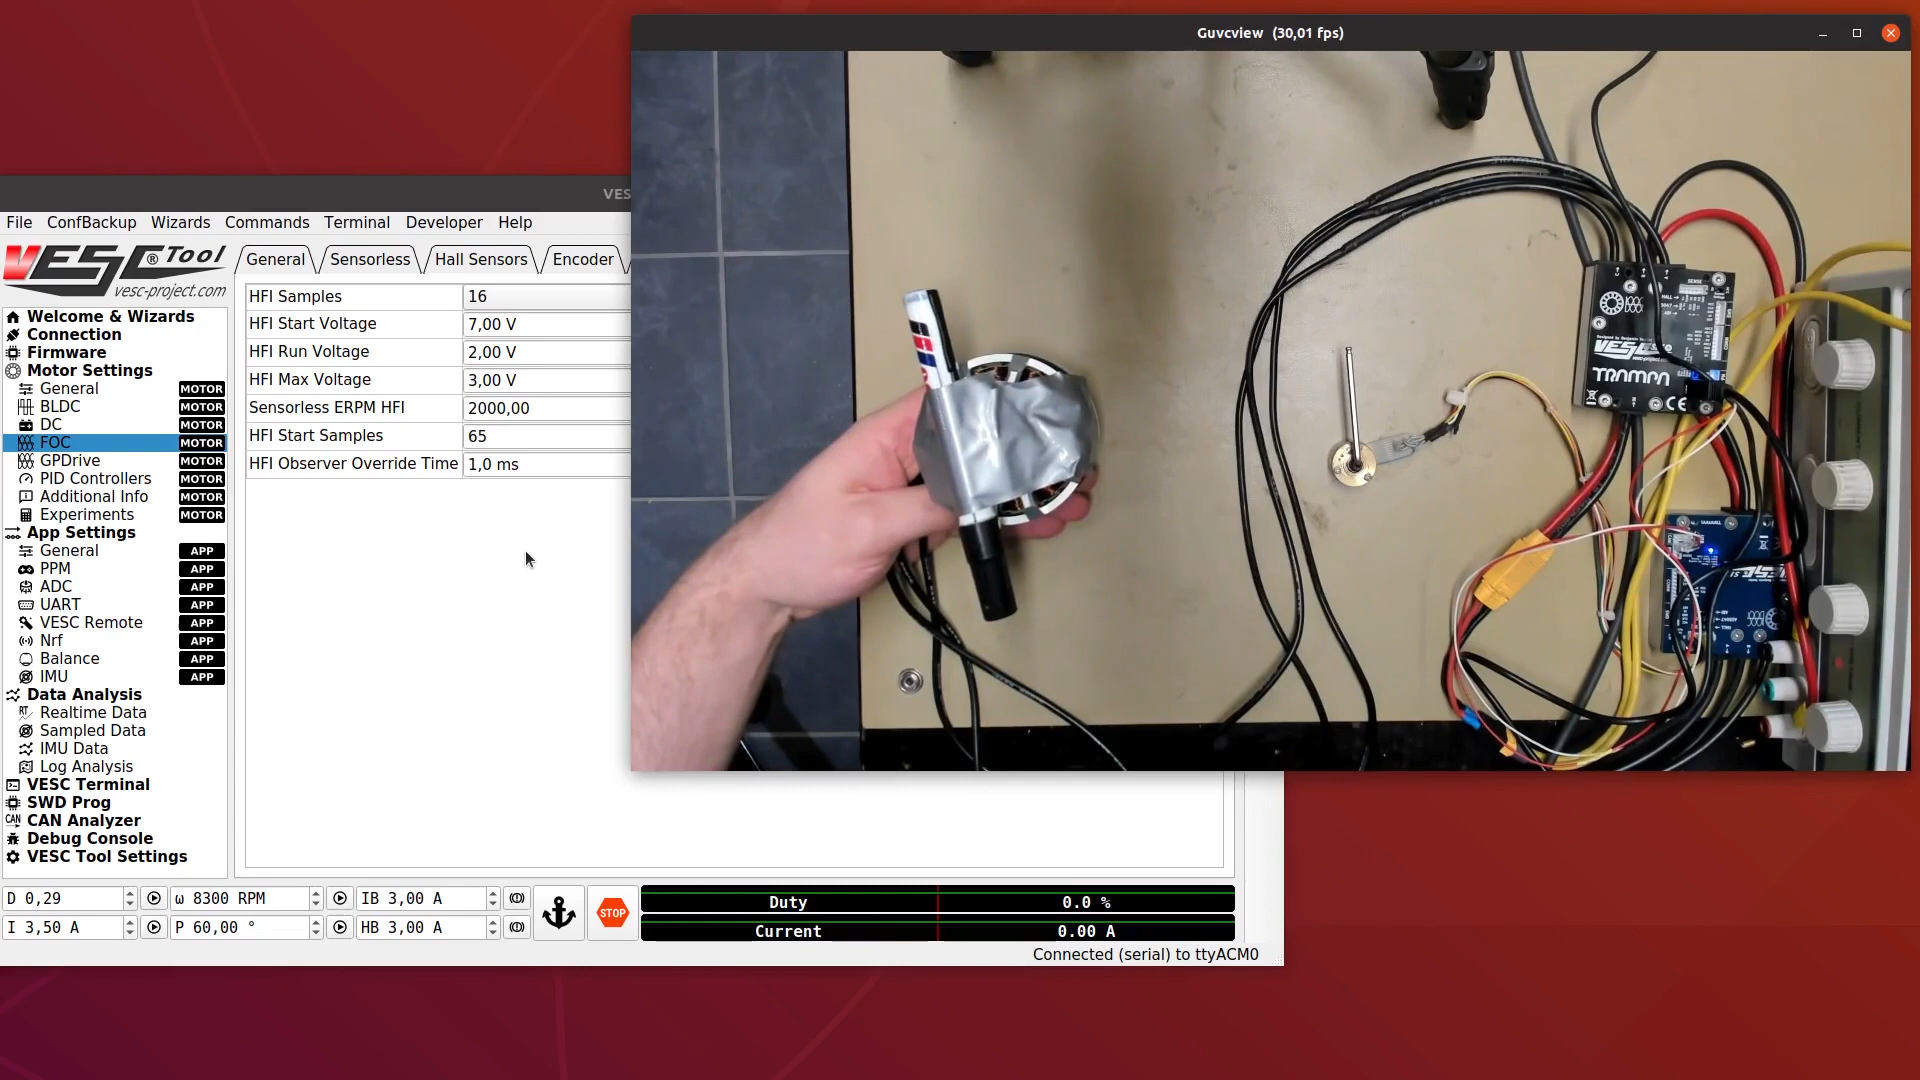 Guvcview (30,01 fps)
VES
File ConfBackup Wizards Commands Terminal Developer Help
VESC® Tool
vesc-project.com
General Sensorless Hall Sensors Encoder
HFI Samples 16
HFI Start Voltage 7,00 V
HFI Run Voltage 2,00 V
HFI Max Voltage 3,00 V
Sensorless ERPM HFI 2000,00
HFI Start Samples 65
HFI Observer Override Time 1,0 ms
Welcome & Wizards
Connection
Firmware
Motor Settings
General MOTOR
BLDC MOTOR
DC MOTOR
FOC MOTOR
GPDrive MOTOR
PID Controllers MOTOR
Additional Info MOTOR
Experiments MOTOR
App Settings
General APP
PPM APP
ADC APP
UART APP
VESC Remote APP
Nrf APP
Balance APP
IMU APP
Data Analysis
RT Realtime Data
Sampled Data
IMU Data
Log Analysis
VESC Terminal
SWD Prog
CAN CAN Analyzer
Debug Console
VESC Tool Settings
D 0,29 ω 8300 RPM IB 3,00 A
I 3,50 A P 60,00 ° HB 3,00 A
STOP
Duty 0.0 %
Current 0.00 A
Connected (serial) to ttyACM0
SENSE
HALL
VESC
TRAMPA
CE
VESC